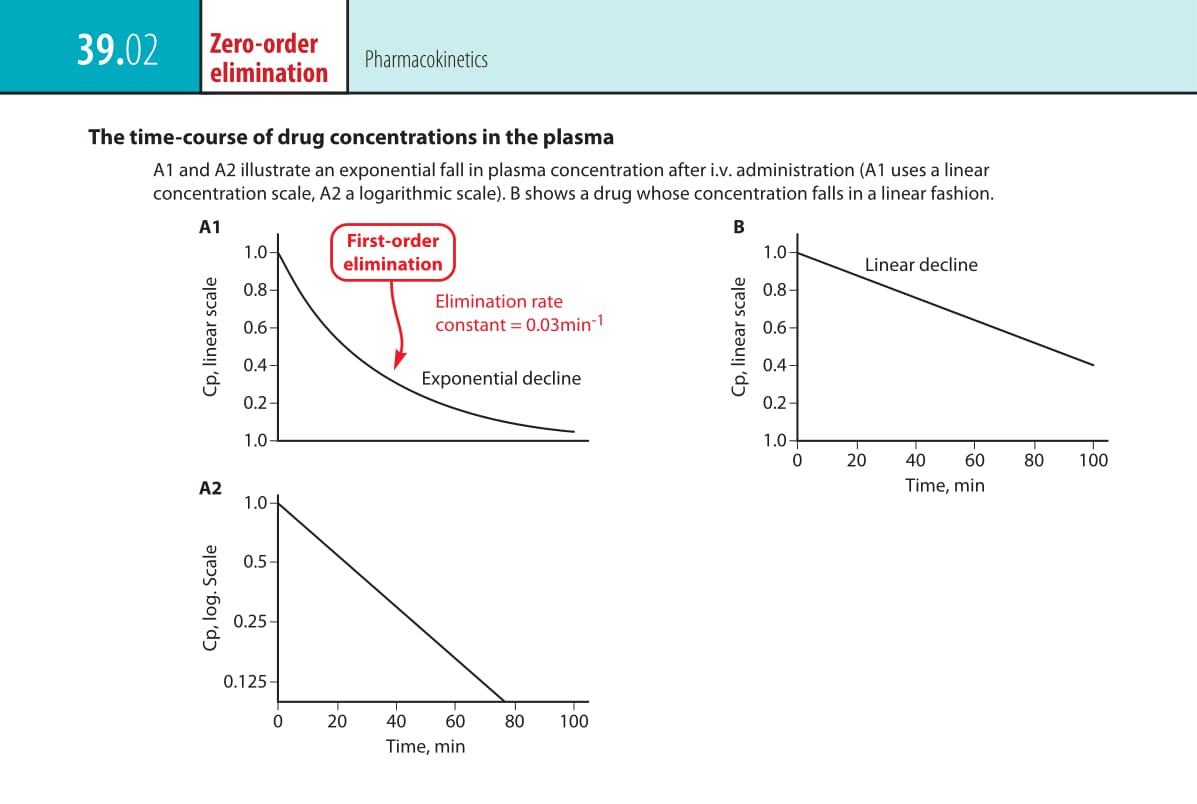 39.02
Zero-order
elimination
Pharmacokinetics
The time-course of drug concentrations in the plasma
A1 and A2 illustrate an exponential fall in plasma concentration after i.v. administration (A1 uses a linear
concentration scale, A2 a logarithmic scale). B shows a drug whose concentration falls in a linear fashion.
A1
Cp, linear scale
1.0
0.8
0.6
0.4
0.2
1.0
First-order
elimination
Elimination rate
constant = 0.03min-1
Exponential decline
B
Cp, linear scale
1.0
0.8
0.6
0.4
0.2
1.0
Linear decline
0 20 40 60 80 100
Time, min
A2
Cp, log. Scale
1.0
0.5
0.25
0.125
0 20 40 60 80 100
Time, min